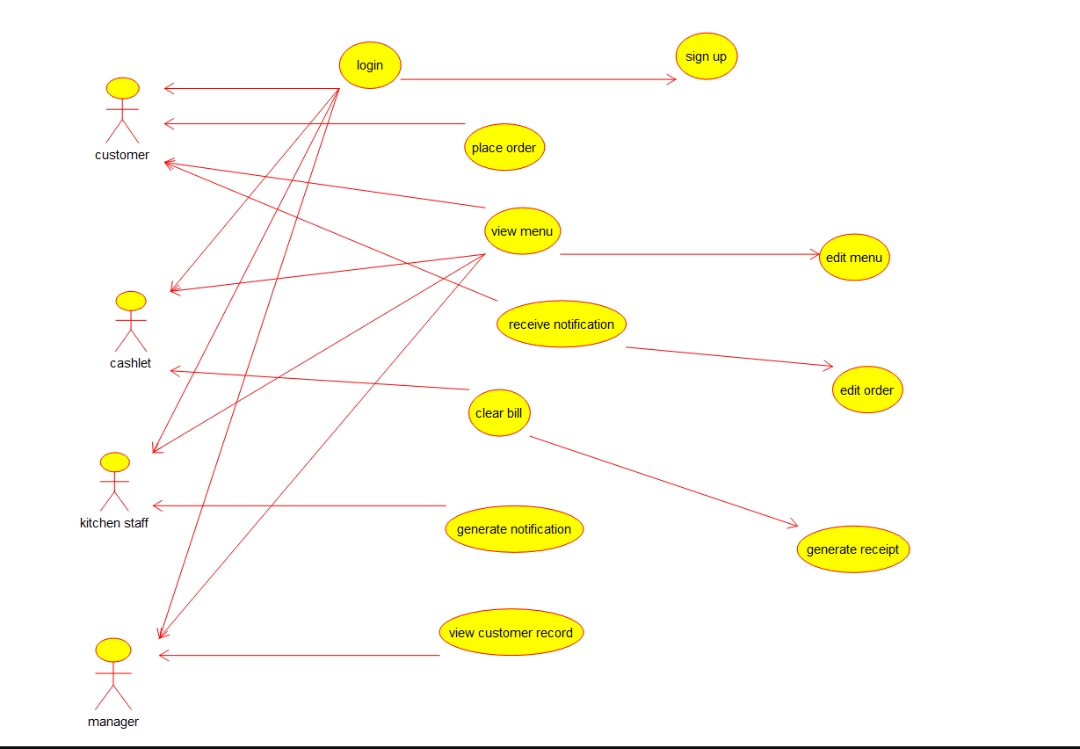 sign up
login
place order
customer
view menu
edit menu
receive notification
cashlet
edit order
clear bill
kitchen staff
generate notification
generate receipt
view customer record
manager